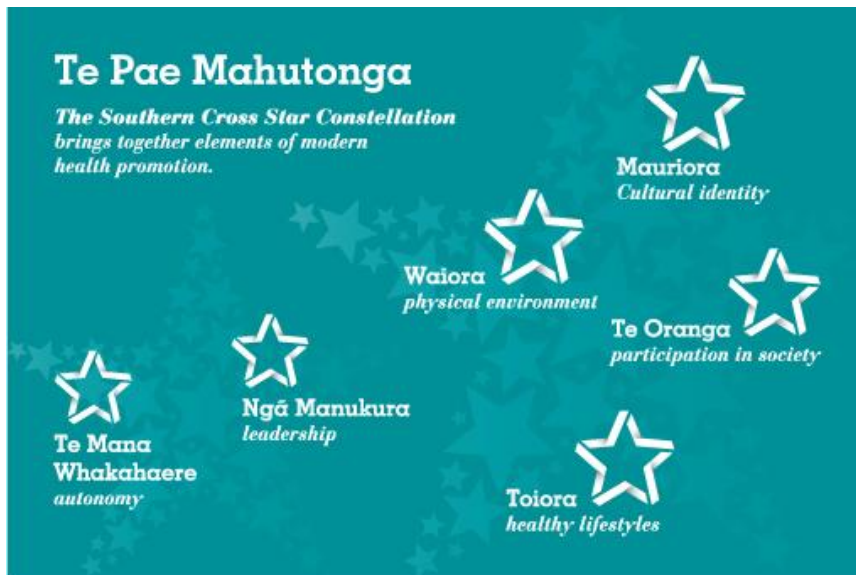 Te Pae Mahutonga
The Southern Cross Star Constellation
brings together elements of modern
health promotion.
Mauriora
Cultural identity
Waiora
physical environment
Te Oranga
participation in society
Ngā Manukura
leadership
Te Mana
Whakahaere
autonomy
Toiora
healthy lifestyles